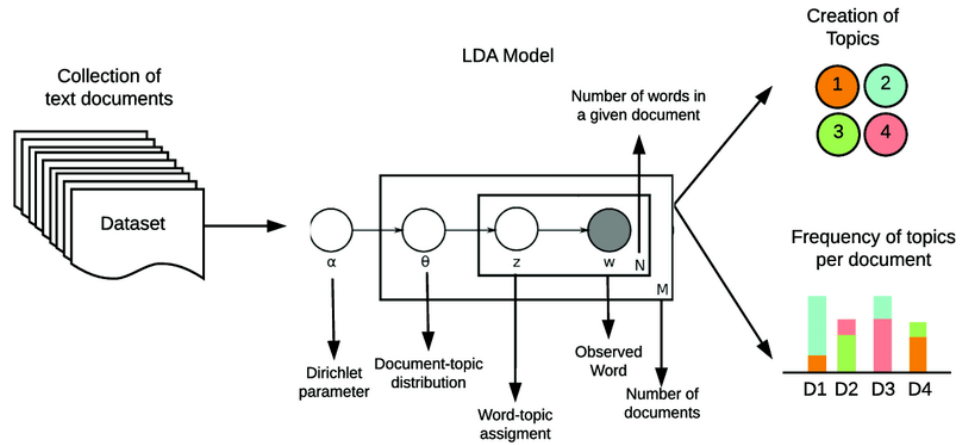 Collection of
text documents
Dataset
LDA Model
Number of words in
a given document
α
θ
z
w
N
M
Dirichlet
parameter
Document-topic
distribution
Word-topic
assigment
Observed
Word
Number of
documents
Creation of
Topics
1
2
3
4
Frequency of topics
per document
D1 D2 D3 D4